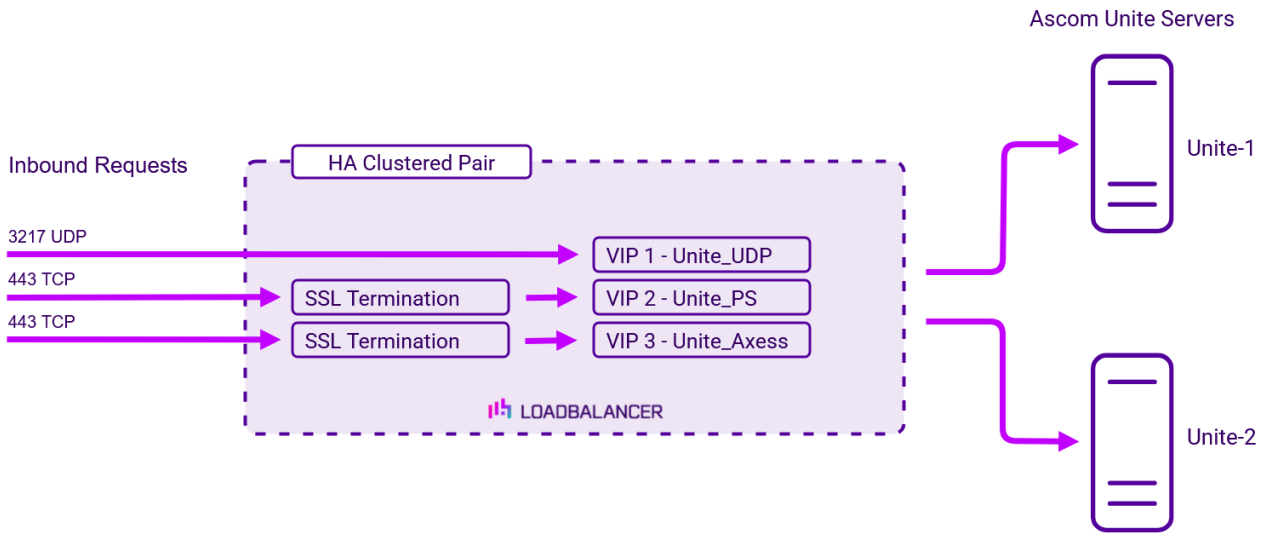 Ascom Unite Servers
Inbound Requests
HA Clustered Pair
Unite-1
3217 UDP
VIP 1 - Unite_UDP
443 TCP
SSL Termination
VIP 2 - Unite_PS
443 TCP
SSL Termination
VIP 3 - Unite_Axess
LOADBALANCER
Unite-2